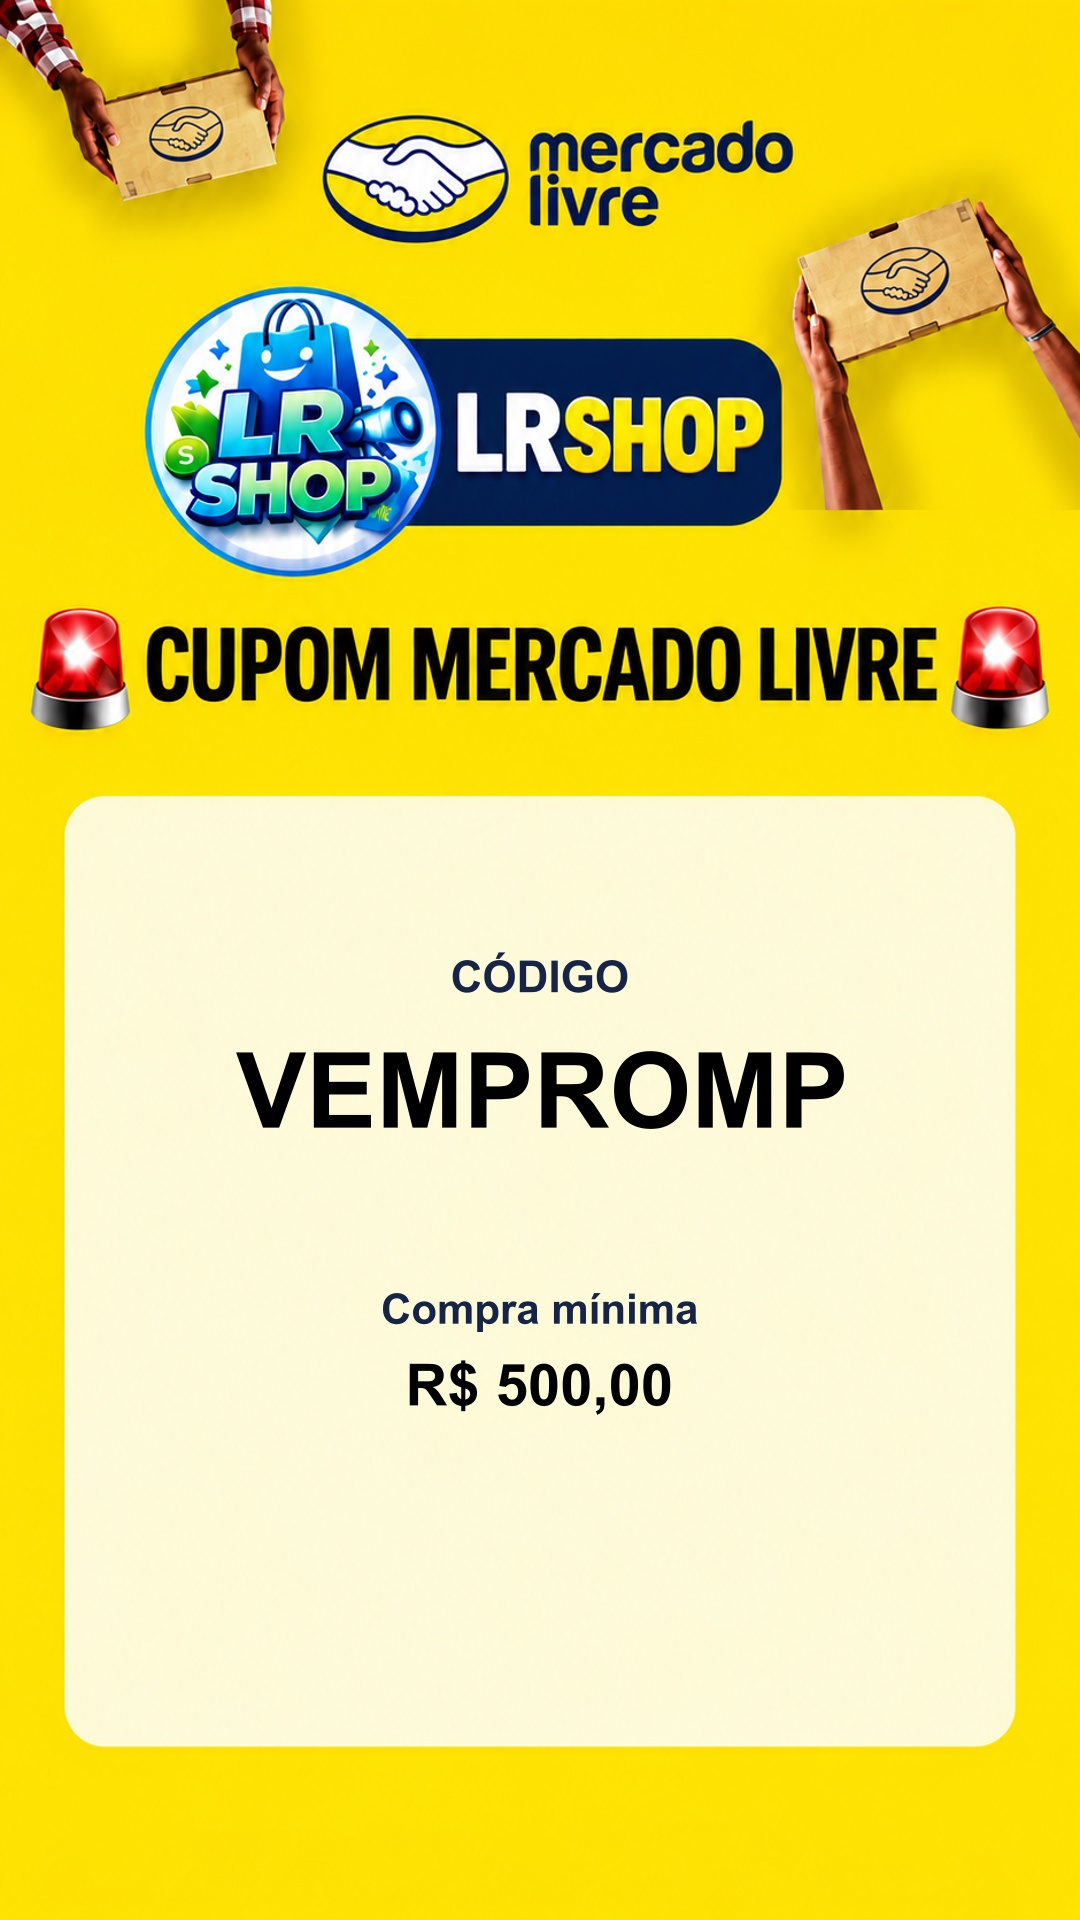 mercado
livre
LR
SHOP
S
LRSHOP
CUPOM MERCADO LIVRE
CÓDIGO
VEMPROMP
Compra mínima
R$ 500,00